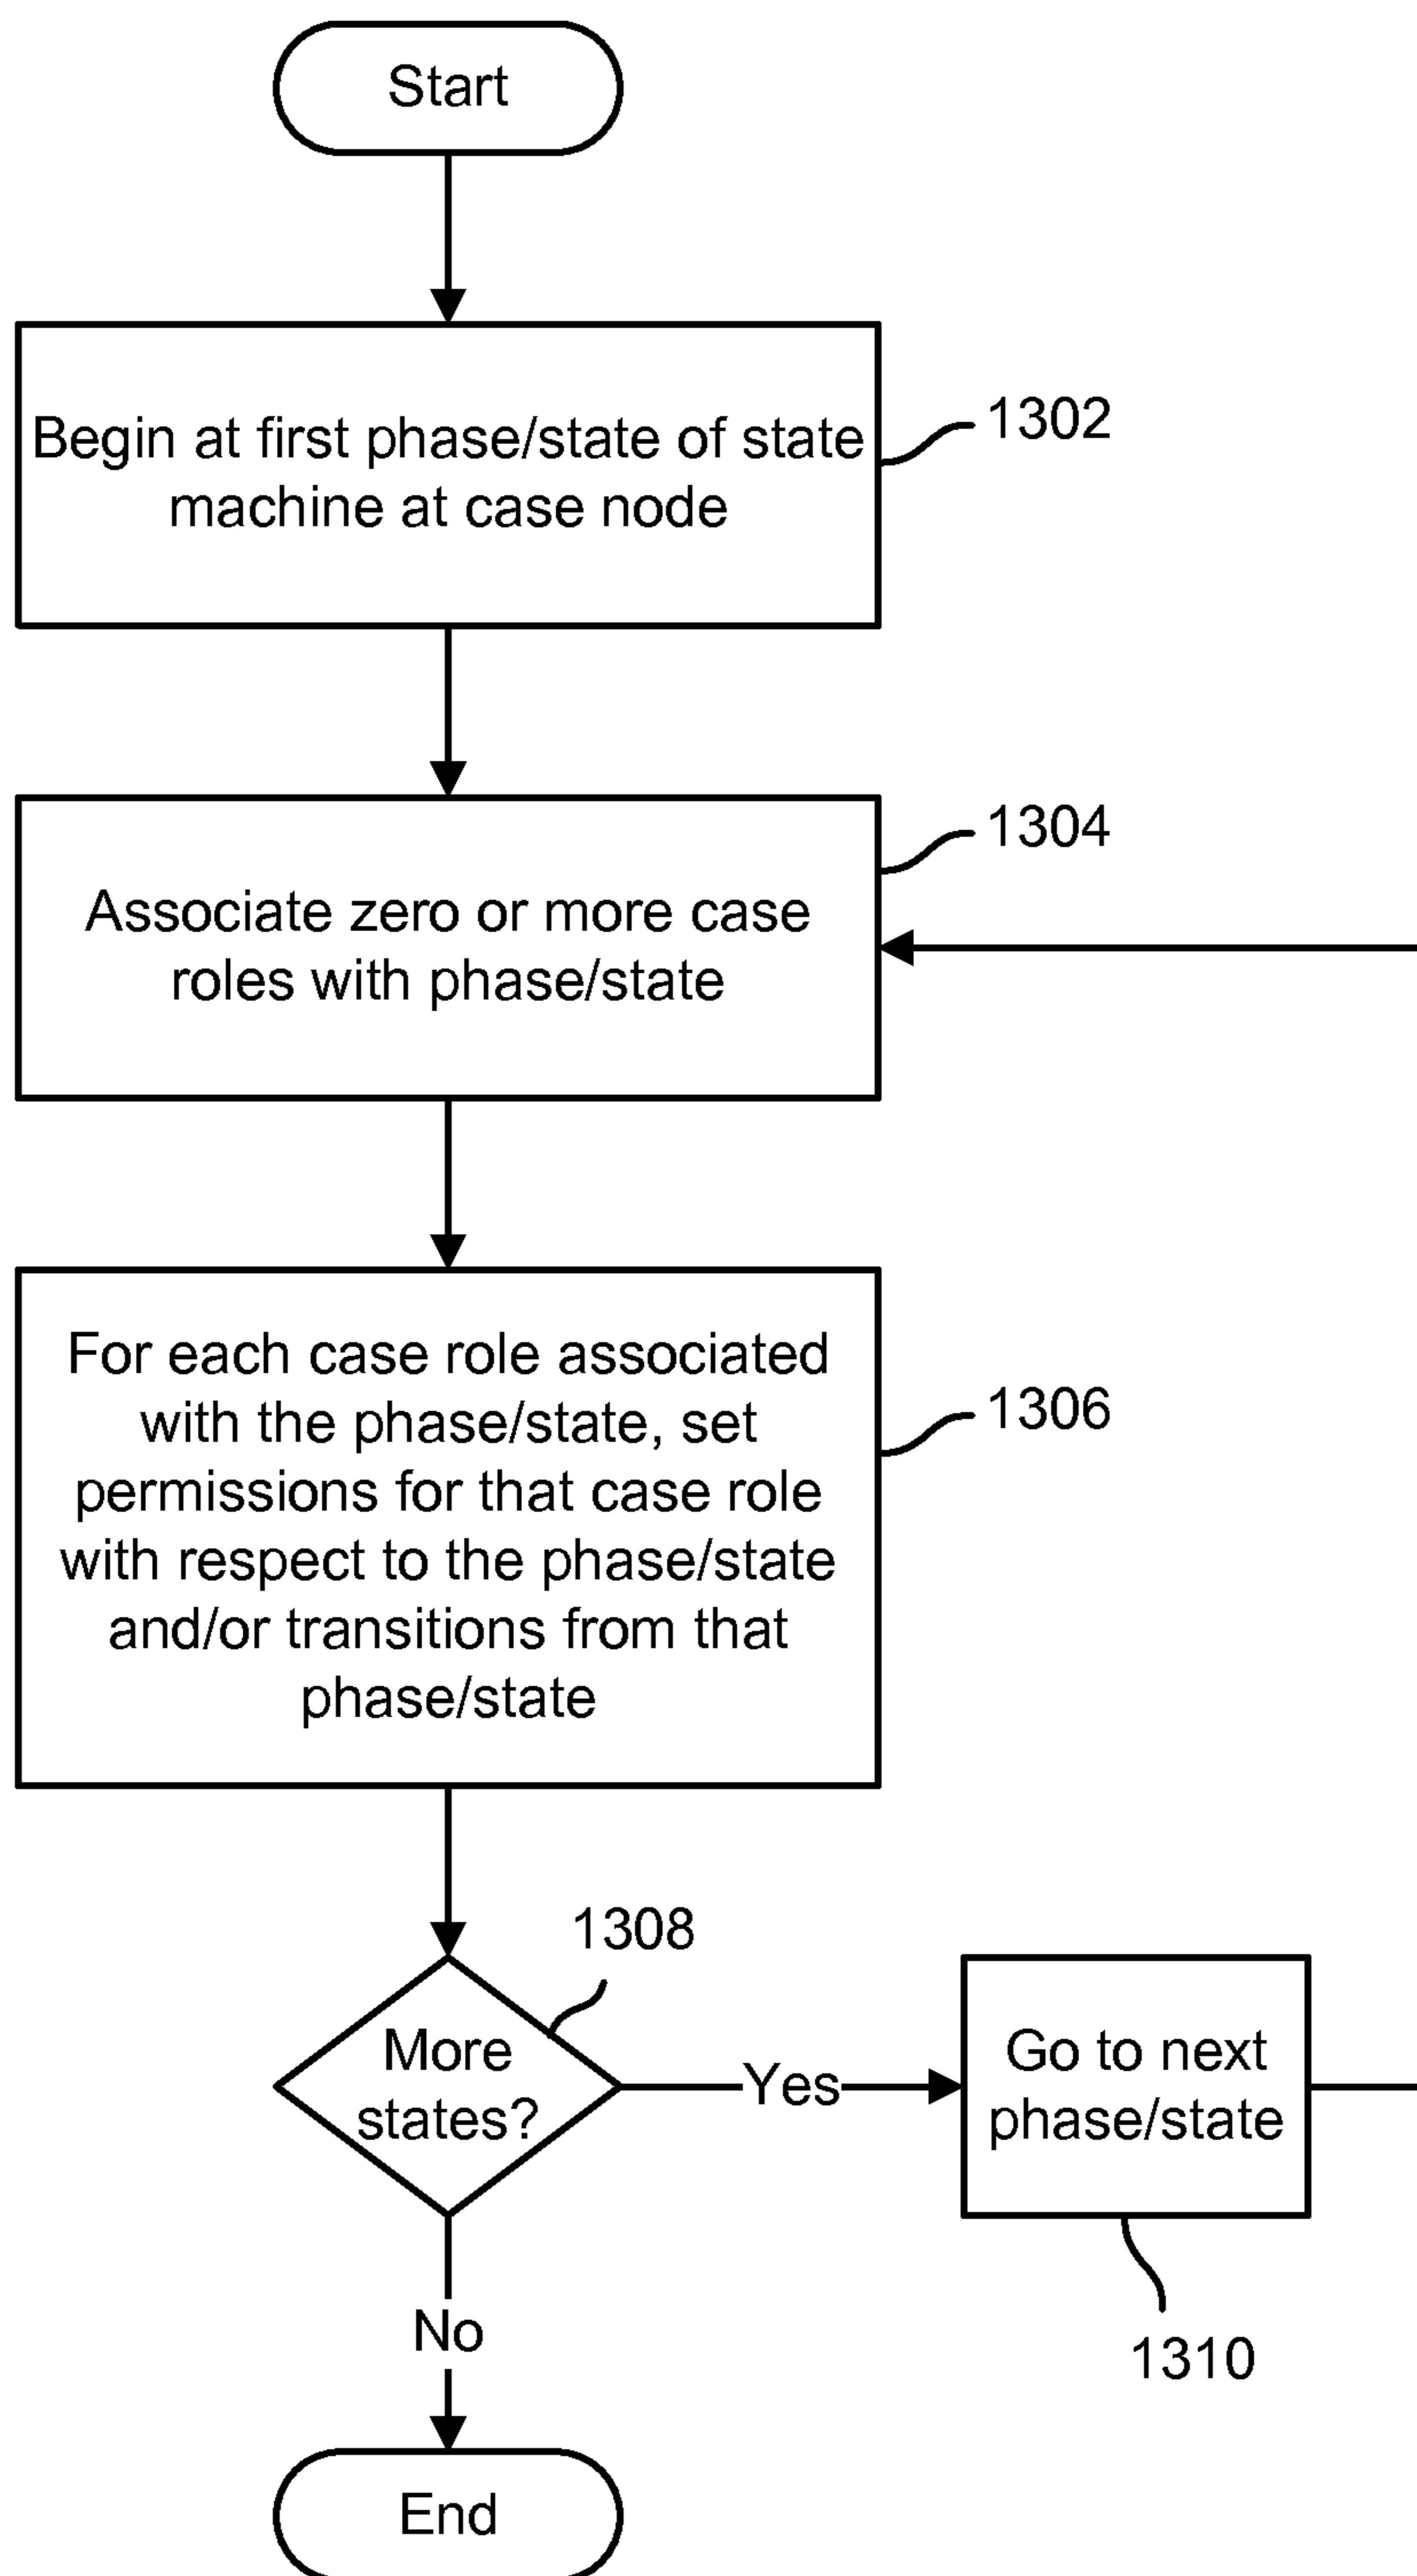 Start
Begin at first phase/state of state
machine at case node
1302
Associate zero or more case
roles with phase/state
1304
For each case role associated
with the phase/state, set
permissions for that case role
with respect to the phase/state
and/or transitions from that
phase/state
1306
More
states?
1308
Yes
Go to next
phase/state
1310
No
End